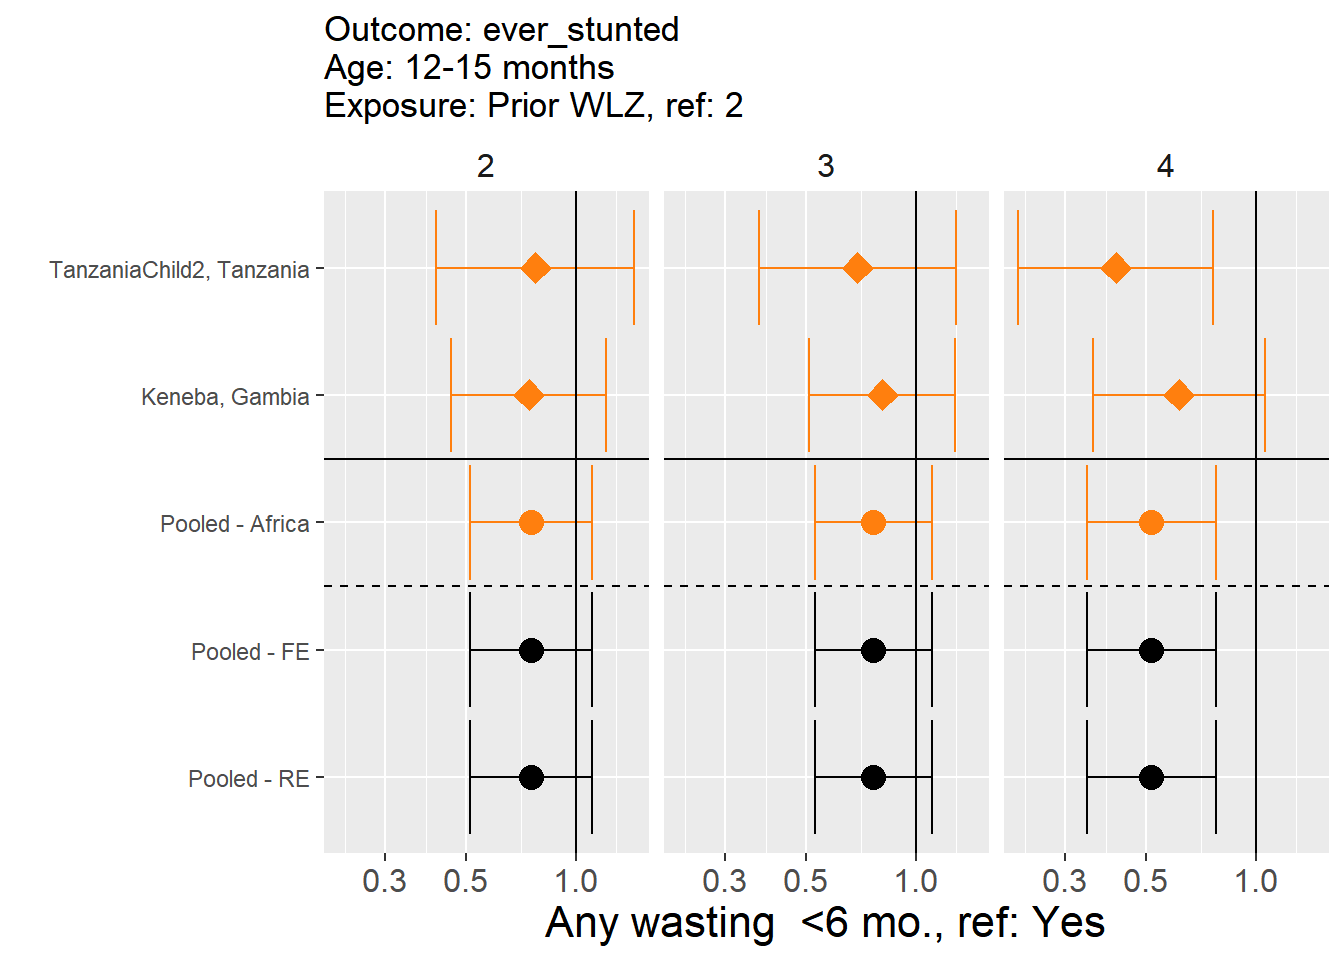 Outcome: ever_stunted
Age: 12-15 months
Exposure: Prior WLZ, ref: 2
2 3 4
TanzaniaChild2, Tanzania
Keneba, Gambia
Pooled - Africa
Pooled - FE
Pooled - RE
0.3 0.5 1.0 0.3 0.5 1.0 0.3 0.5 1.0
Any wasting  <6 mo., ref: Yes